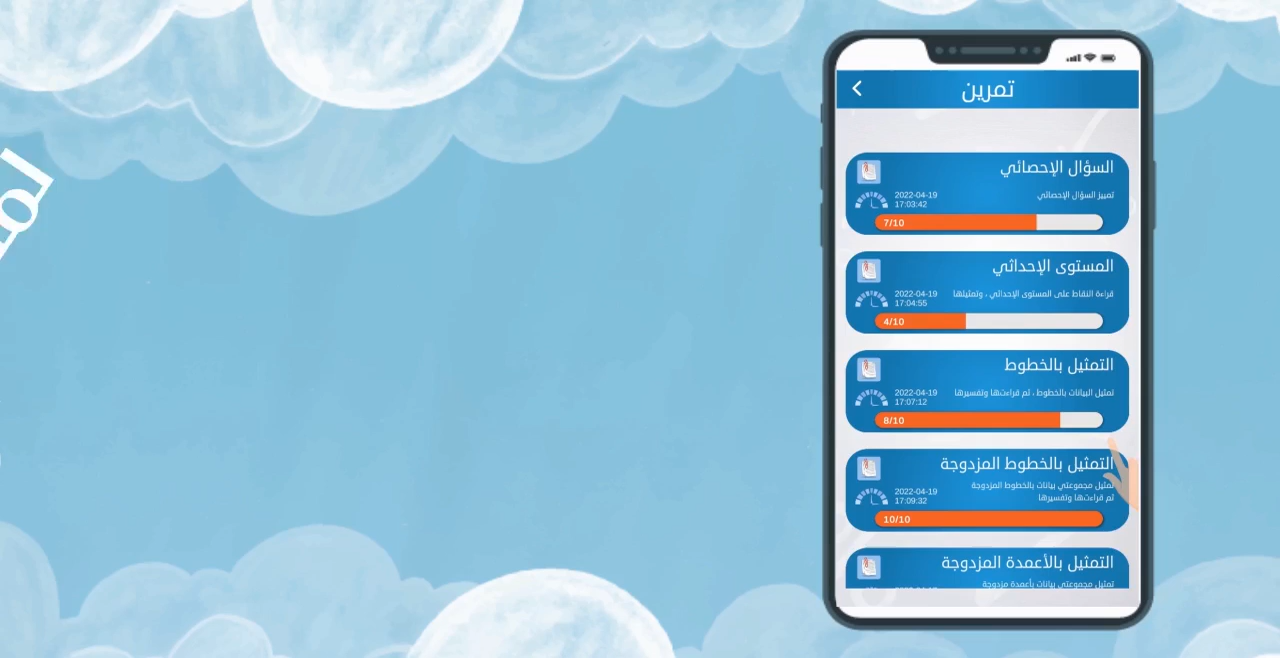 تمرين
السؤال الإحصائي
تمييز السؤال الإحصائي
2022-04-19
17:03:42
7/10
المستوى الإحداثي
قراءة النقاط على المستوى الإحداثي ، وتمثيلها
2022-04-19
17:04:55
4/10
التمثيل بالخطوط
تمثيل البيانات بالخطوط ، ثم قراءتها وتفسيرها
2022-04-19
17:07:12
8/10
التمثيل بالخطوط المزدوجة
تمثيل مجموعتي بيانات بالخطوط المزدوجة
ثم قراءتها وتفسيرها
2022-04-19
17:09:32
10/10
التمثيل بالأعمدة المزدوجة
تمثيل مجموعتي بيانات بأعمدة مزدوجة